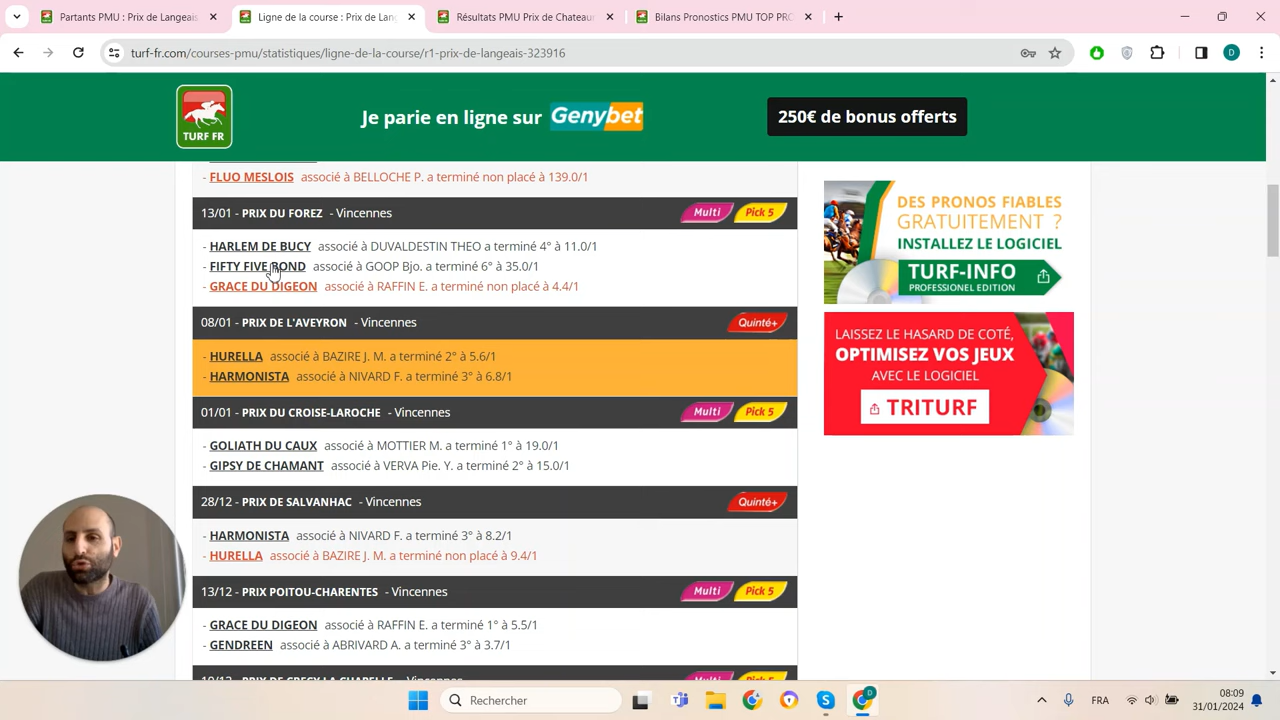 Partants PMU : Prix de Langeais
Ligne de la course : Prix de Lan
Résultats PMU Prix de Chateau
Bilans Pronostics PMU TOP PRO
turf-fr.com/courses-pmu/statistiques/ligne-de-la-course/r1-prix-de-langeais-323916
D
TURF FR
Je parie en ligne sur Genybet
250€ de bonus offerts
- FLUO MESLOIS associé à BELLOCHE P. a terminé non placé à 139.0/1
13/01 - PRIX DU FOREZ - Vincennes Multi Pick 5
- HARLEM DE BUCY associé à DUVALDESTIN THEO a terminé 4° à 11.0/1
- FIFTY FIVE BOND associé à GOOP Bjo. a terminé 6° à 35.0/1
- GRACE DU DIGEON associé à RAFFIN E. a terminé non placé à 4.4/1
08/01 - PRIX DE L'AVEYRON - Vincennes Quinté+
- HURELLA associé à BAZIRE J. M. a terminé 2° à 5.6/1
- HARMONISTA associé à NIVARD F. a terminé 3° à 6.8/1
01/01 - PRIX DU CROISE-LAROCHE - Vincennes Multi Pick 5
- GOLIATH DU CAUX associé à MOTTIER M. a terminé 1° à 19.0/1
- GIPSY DE CHAMANT associé à VERVA Pie. Y. a terminé 2° à 15.0/1
28/12 - PRIX DE SALVANHAC - Vincennes Quinté+
- HARMONISTA associé à NIVARD F. a terminé 3° à 8.2/1
- HURELLA associé à BAZIRE J. M. a terminé non placé à 9.4/1
13/12 - PRIX POITOU-CHARENTES - Vincennes Multi Pick 5
- GRACE DU DIGEON associé à RAFFIN E. a terminé 1° à 5.5/1
- GENDREEN associé à ABRIVARD A. a terminé 3° à 3.7/1
10/12 - PRIX DE CRECY LA CHAPELLE - Vincennes Multi Pick 5
DES PRONOS FIABLES
GRATUITEMENT ?
INSTALLEZ LE LOGICIEL
TURF-INFO
PROFESSIONEL EDITION
LAISSEZ LE HASARD DE COTÉ,
OPTIMISEZ VOS JEUX
AVEC LE LOGICIEL
TRITURF
Rechercher
FRA
08:09
31/01/2024